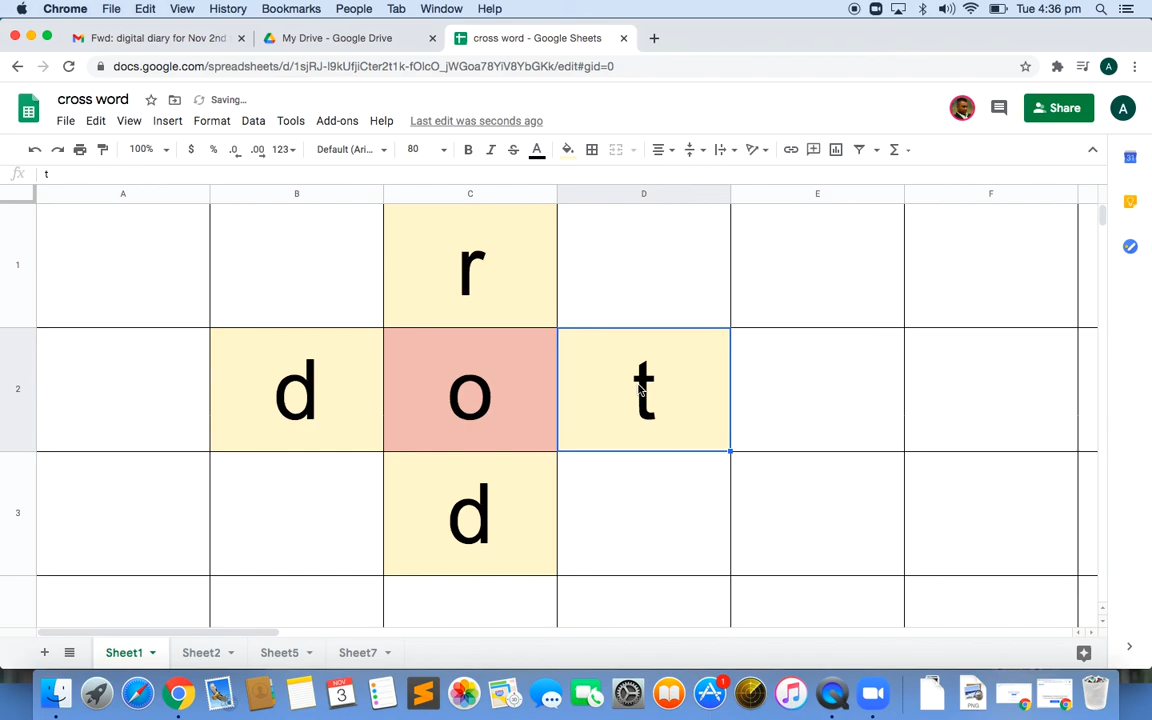 Chrome File Edit View History Bookmarks People Tab Window Help Tue 4:36 pm
Fwd: digital diary for Nov 2nd My Drive - Google Drive cross word - Google Sheets
docs.google.com/spreadsheets/d/1sjRJ-l9kUfjiCter2t1k-fOlcO_jWGoa78YiV8YbGKk/edit#gid=0 A
cross word Saving... Share A
File Edit View Insert Format Data Tools Add-ons Help Last edit was seconds ago
100% $ % .0 .00 123 Default (Ari... 80 B I S A
fx t
A B C D E F
1 r
2 d o t
3 d
Sheet1 Sheet2 Sheet5 Sheet7
NOV 3 1